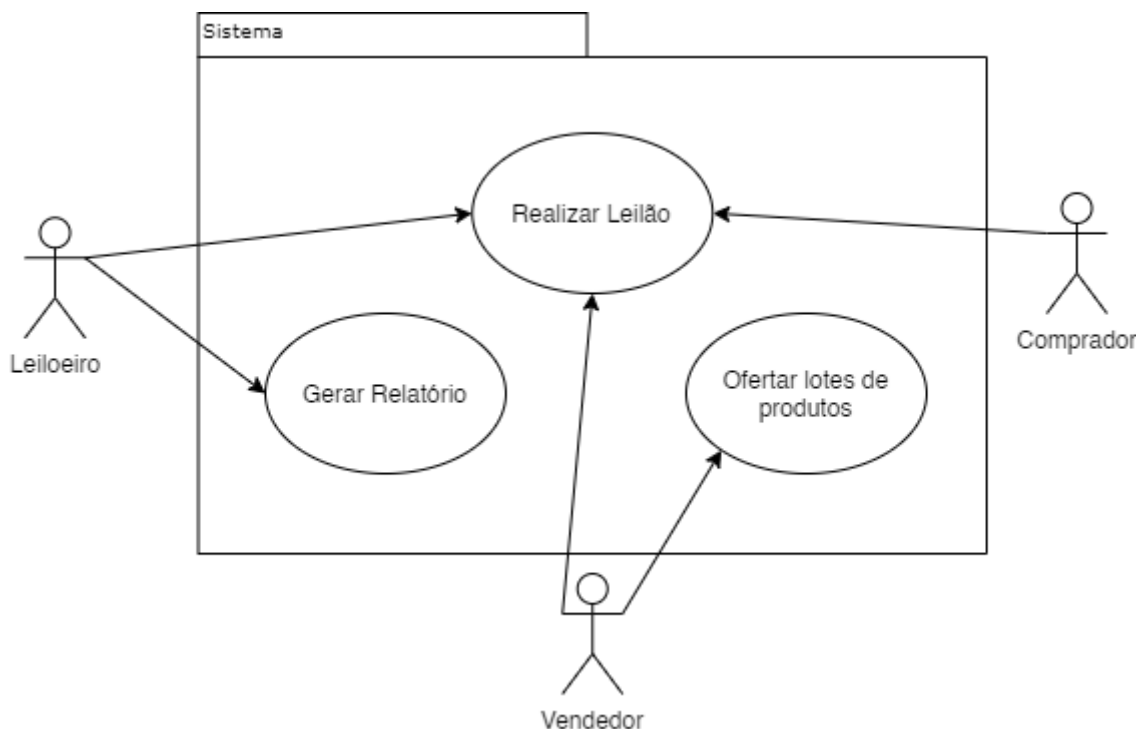 Sistema
Realizar Leilão
Leiloeiro
Comprador
Gerar Relatório
Ofertar lotes de
produtos
Vendedor